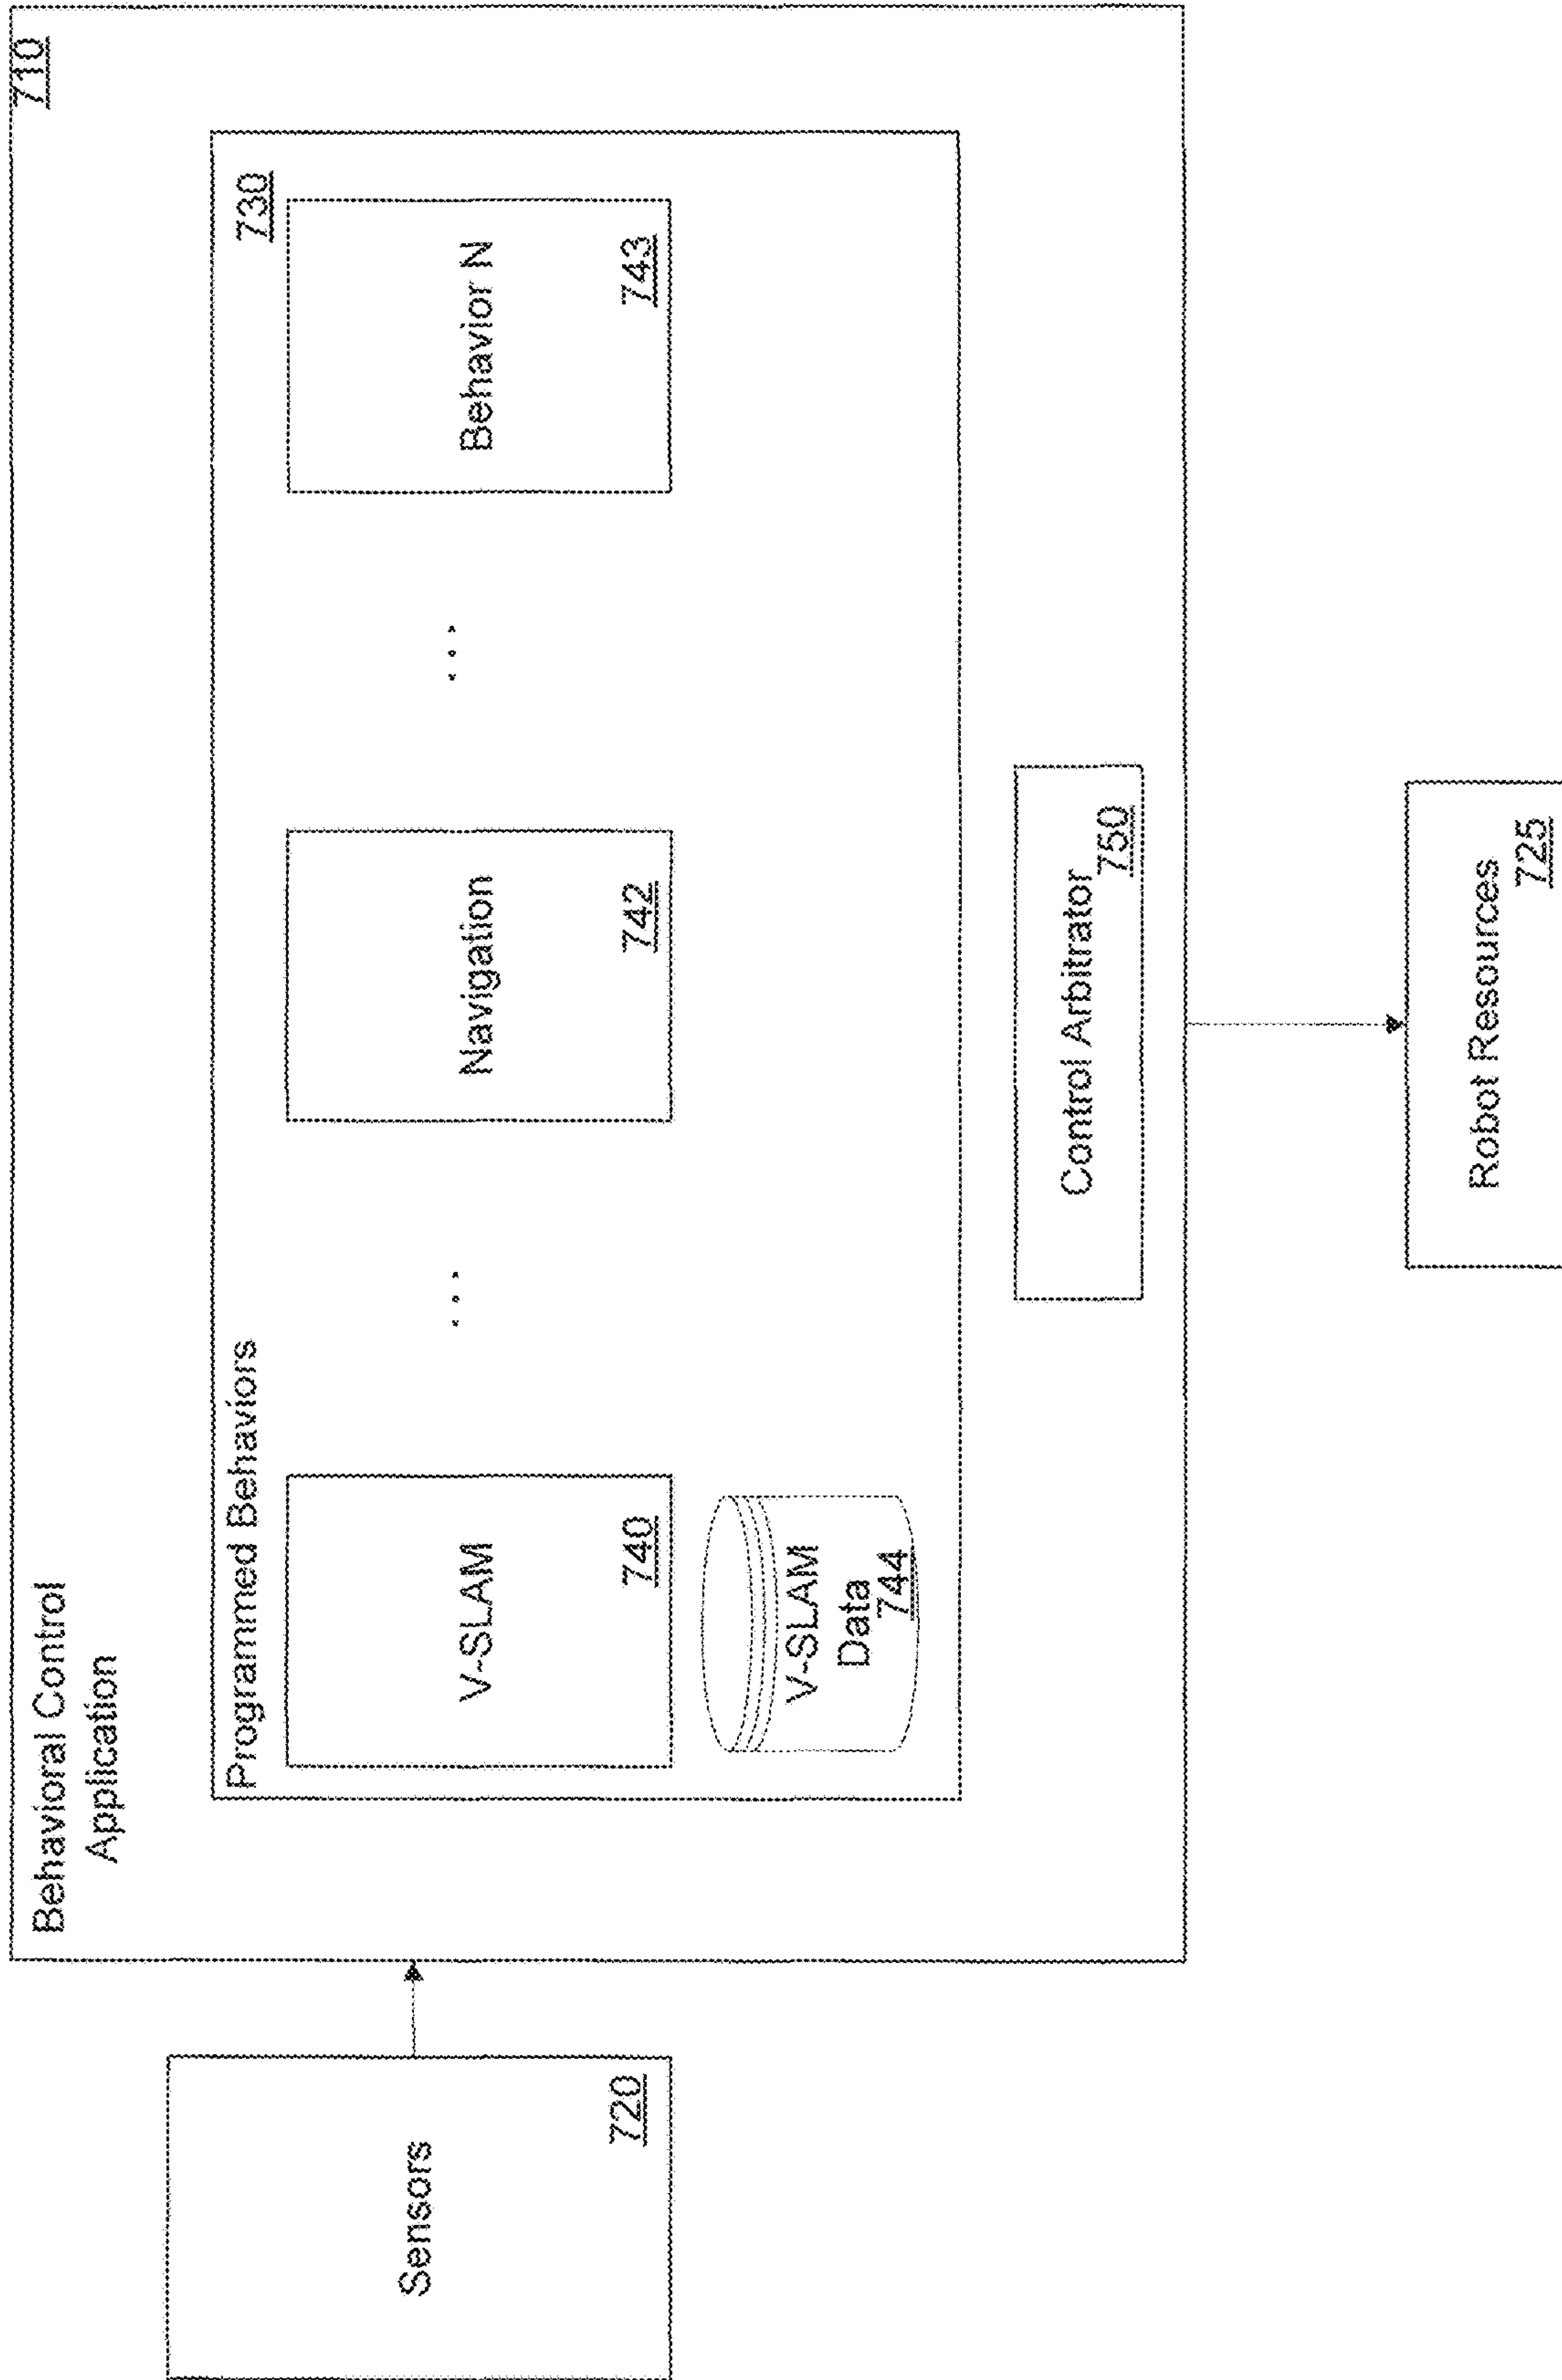 Behavioral Control
Application
710
Sensors
720
Programmed Behaviors
730
V-SLAM
740
...
Navigation
742
...
Behavior N
743
V-SLAM
Data
744
Control Arbitrator
750
Robot Resources
725